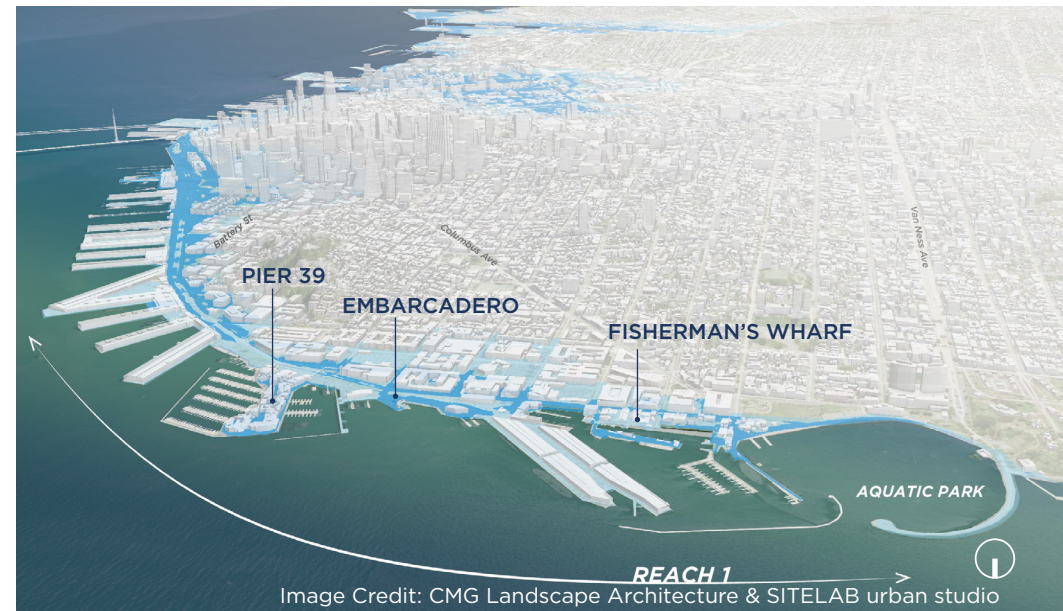 Battery St
Columbus Ave
Van Ness Ave
PIER 39
EMBARCADERO
FISHERMAN'S WHARF
AQUATIC PARK
REACH 1
Image Credit: CMG Landscape Architecture & SITELAB urban studio